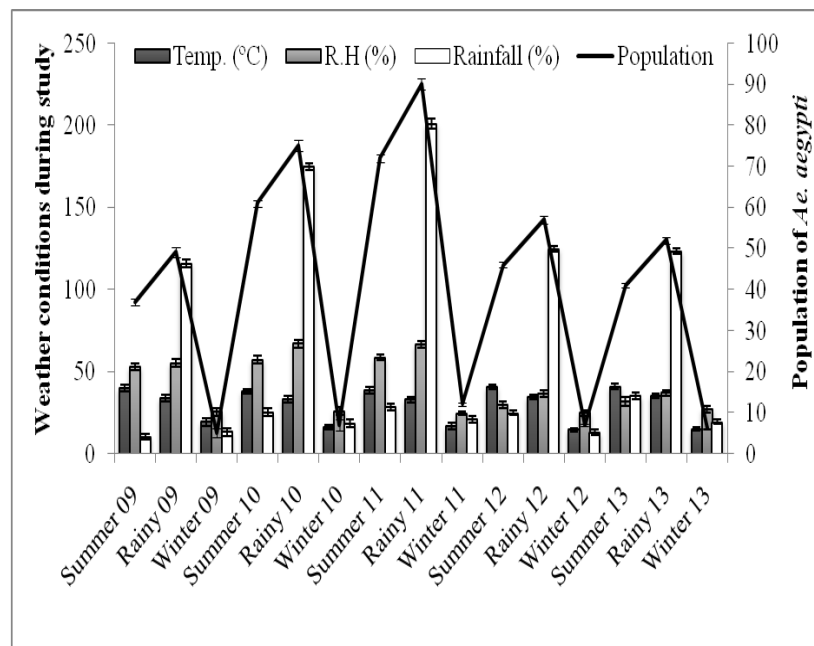 Temp. (°C) R.H (%) Rainfall (%) Population
Weather conditions during study
250
200
150
100
50
0
100
90
80
70
60
50
40
30
20
10
0
Population of Ae. aegypti
Summer 09
Rainy 09
Winter 09
Summer 10
Rainy 10
Winter 10
Summer 11
Rainy 11
Winter 11
Summer 12
Rainy 12
Winter 12
Summer 13
Rainy 13
Winter 13